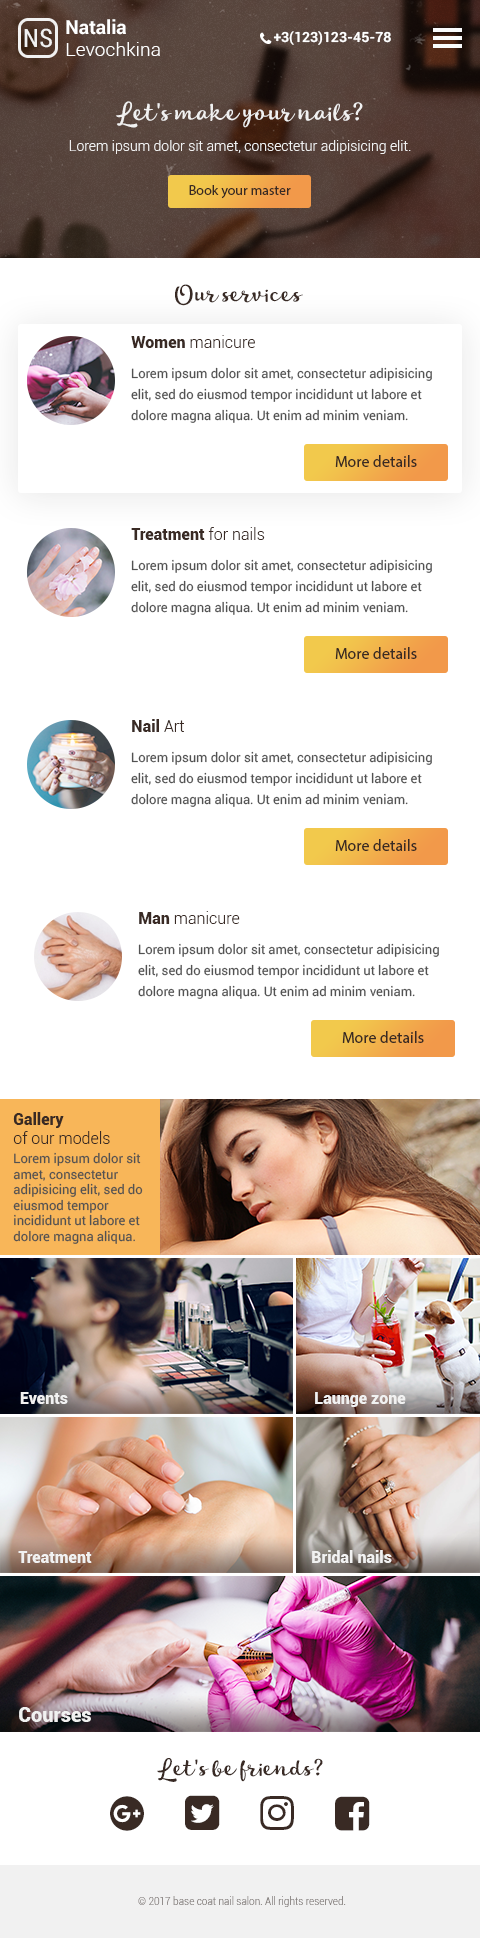 NS
Natalia
Levochkina
+3(123)123-45-78
Let's make your nails?
Lorem ipsum dolor sit amet, consectetur adipisicing elit.
Book your master
Our services
Women manicure
Lorem ipsum dolor sit amet, consectetur adipisicing
elit, sed do eiusmod tempor incididunt ut labore et
dolore magna aliqua. Ut enim ad minim veniam.
More details
Treatment for nails
Lorem ipsum dolor sit amet, consectetur adipisicing
elit, sed do eiusmod tempor incididunt ut labore et
dolore magna aliqua. Ut enim ad minim veniam.
More details
Nail Art
Lorem ipsum dolor sit amet, consectetur adipisicing
elit, sed do eiusmod tempor incididunt ut labore et
dolore magna aliqua. Ut enim ad minim veniam.
More details
Man manicure
Lorem ipsum dolor sit amet, consectetur adipisicing
elit, sed do eiusmod tempor incididunt ut labore et
dolore magna aliqua. Ut enim ad minim veniam.
More details
Gallery
of our models
Lorem ipsum dolor sit
amet, consectetur
adipisicing elit, sed do
eiusmod tempor
incididunt ut labore et
dolore magna aliqua.
Events
Launge zone
Treatment
Bridal nails
Courses
Let's be friends?
G+
© 2017 base coat nail salon. All rights reserved.